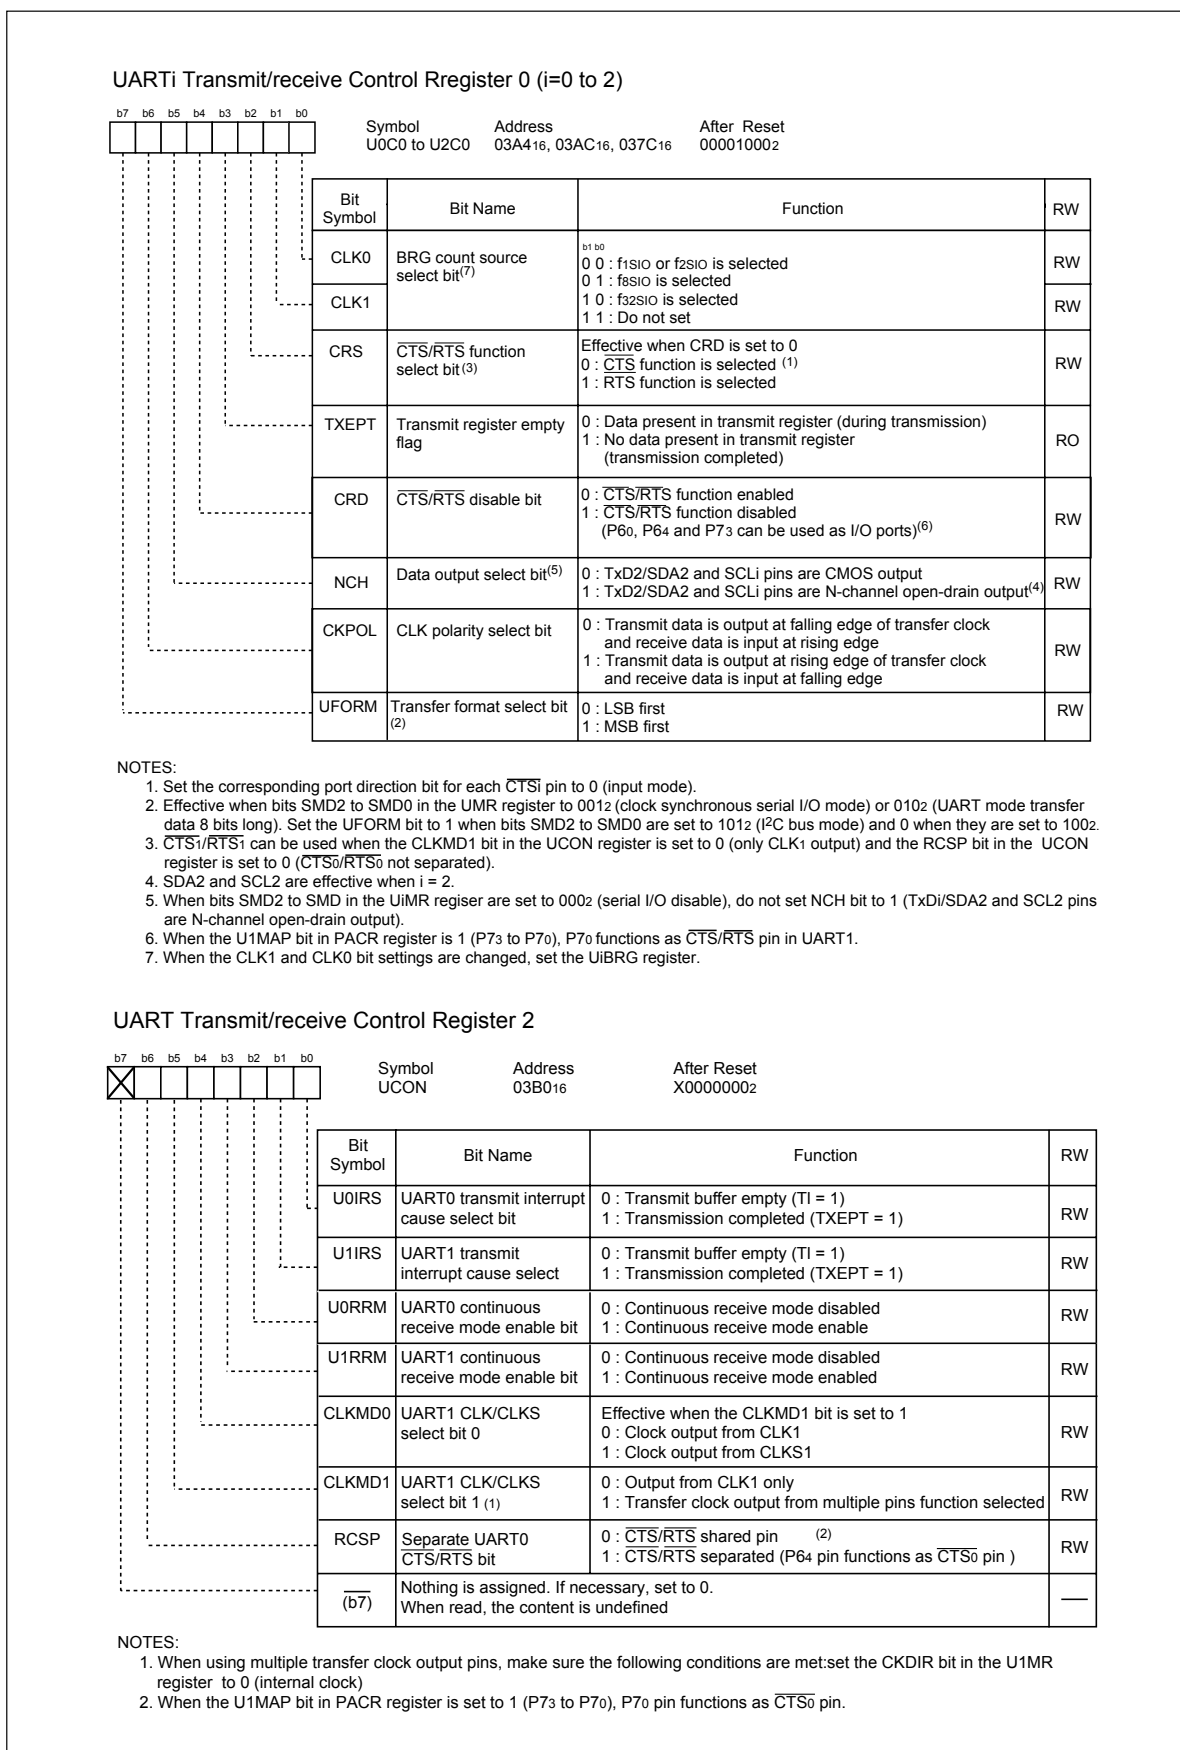 UARTi Transmit/receive Control Rregister 0 (i=0 to 2)
b7 b6 b5 b4 b3 b2 b1 b0
Symbol Address After Reset
U0C0 to U2C0 03A416, 03AC16, 037C16 000010002
Bit Symbol Bit Name Function RW
CLK0 BRG count source select bit(7) RW
CLK1 RW
b1 b0
0 0 : f1SIO or f2SIO is selected
0 1 : f8SIO is selected
1 0 : f32SIO is selected
1 1 : Do not set
CRS CTS/RTS function select bit(3) RW
Effective when CRD is set to 0
0 : CTS function is selected (1)
1 : RTS function is selected
TXEPT Transmit register empty flag RO
0 : Data present in transmit register (during transmission)
1 : No data present in transmit register
(transmission completed)
CRD CTS/RTS disable bit RW
0 : CTS/RTS function enabled
1 : CTS/RTS function disabled
(P60, P64 and P73 can be used as I/O ports)(6)
NCH Data output select bit(5) RW
0 : TxD2/SDA2 and SCLi pins are CMOS output
1 : TxD2/SDA2 and SCLi pins are N-channel open-drain output(4)
CKPOL CLK polarity select bit RW
0 : Transmit data is output at falling edge of transfer clock
and receive data is input at rising edge
1 : Transmit data is output at rising edge of transfer clock
and receive data is input at falling edge
UFORM Transfer format select bit (2) RW
0 : LSB first
1 : MSB first
NOTES:
1. Set the corresponding port direction bit for each CTSi pin to 0 (input mode).
2. Effective when bits SMD2 to SMD0 in the UMR register to 0012 (clock synchronous serial I/O mode) or 0102 (UART mode transfer
data 8 bits long). Set the UFORM bit to 1 when bits SMD2 to SMD0 are set to 1012 (I2C bus mode) and 0 when they are set to 1002.
3. CTS1/RTS1 can be used when the CLKMD1 bit in the UCON register is set to 0 (only CLK1 output) and the RCSP bit in the UCON
register is set to 0 (CTS0/RTS0 not separated).
4. SDA2 and SCL2 are effective when i = 2.
5. When bits SMD2 to SMD in the UiMR regiser are set to 0002 (serial I/O disable), do not set NCH bit to 1 (TxDi/SDA2 and SCL2 pins
are N-channel open-drain output).
6. When the U1MAP bit in PACR register is 1 (P73 to P70), P70 functions as CTS/RTS pin in UART1.
7. When the CLK1 and CLK0 bit settings are changed, set the UiBRG register.
UART Transmit/receive Control Register 2
b7 b6 b5 b4 b3 b2 b1 b0
Symbol Address After Reset
UCON 03B016 X00000002
Bit Symbol Bit Name Function RW
U0IRS UART0 transmit interrupt cause select bit RW
0 : Transmit buffer empty (TI = 1)
1 : Transmission completed (TXEPT = 1)
U1IRS UART1 transmit interrupt cause select RW
0 : Transmit buffer empty (TI = 1)
1 : Transmission completed (TXEPT = 1)
U0RRM UART0 continuous receive mode enable bit RW
0 : Continuous receive mode disabled
1 : Continuous receive mode enable
U1RRM UART1 continuous receive mode enable bit RW
0 : Continuous receive mode disabled
1 : Continuous receive mode enabled
CLKMD0 UART1 CLK/CLKS select bit 0 RW
Effective when the CLKMD1 bit is set to 1
0 : Clock output from CLK1
1 : Clock output from CLKS1
CLKMD1 UART1 CLK/CLKS select bit 1 (1) RW
0 : Output from CLK1 only
1 : Transfer clock output from multiple pins function selected
RCSP Separate UART0 CTS/RTS bit RW
0 : CTS/RTS shared pin (2)
1 : CTS/RTS separated (P64 pin functions as CTS0 pin )
(b7)
Nothing is assigned. If necessary, set to 0.
When read, the content is undefined
NOTES:
1. When using multiple transfer clock output pins, make sure the following conditions are met:set the CKDIR bit in the U1MR
register to 0 (internal clock)
2. When the U1MAP bit in PACR register is set to 1 (P73 to P70), P70 pin functions as CTS0 pin.